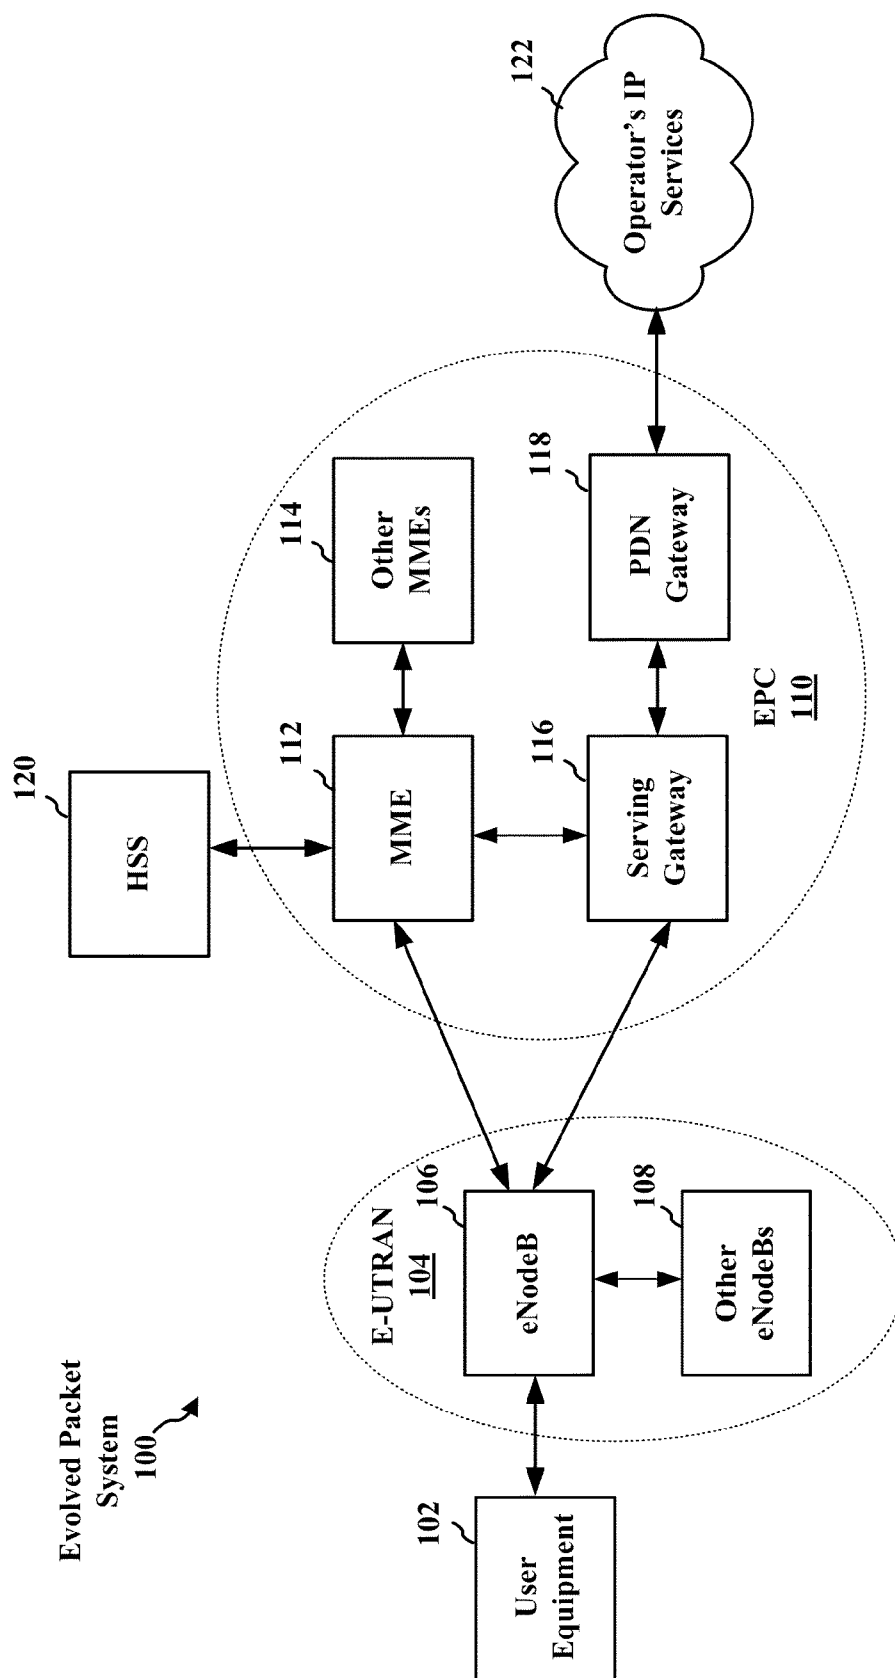 Evolved Packet
System
100
120
HSS
E-UTRAN
104
112
MME
114
Other
MMEs
102
User
Equipment
106
eNodeB
116
Serving
Gateway
118
PDN
Gateway
122
Operator's IP
Services
108
Other
eNodeBs
EPC
110